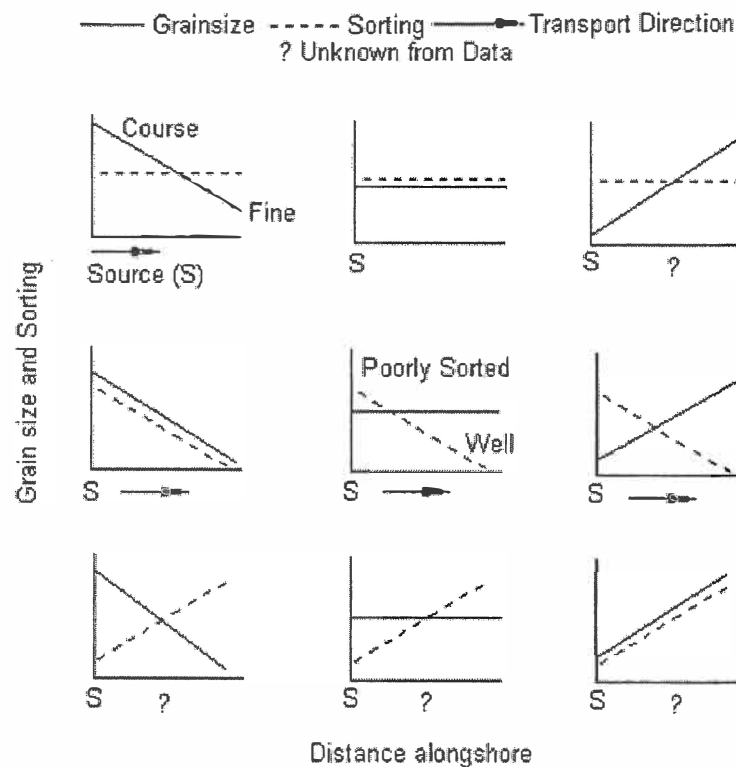 Grainsize Sorting Transport Direction
? Unknown from Data
Course
Fine
Source (S)
S
S ?
Grain size and Sorting
S
Poorly Sorted
Well
S
S
S ?
S ?
S ?
Distance alongshore